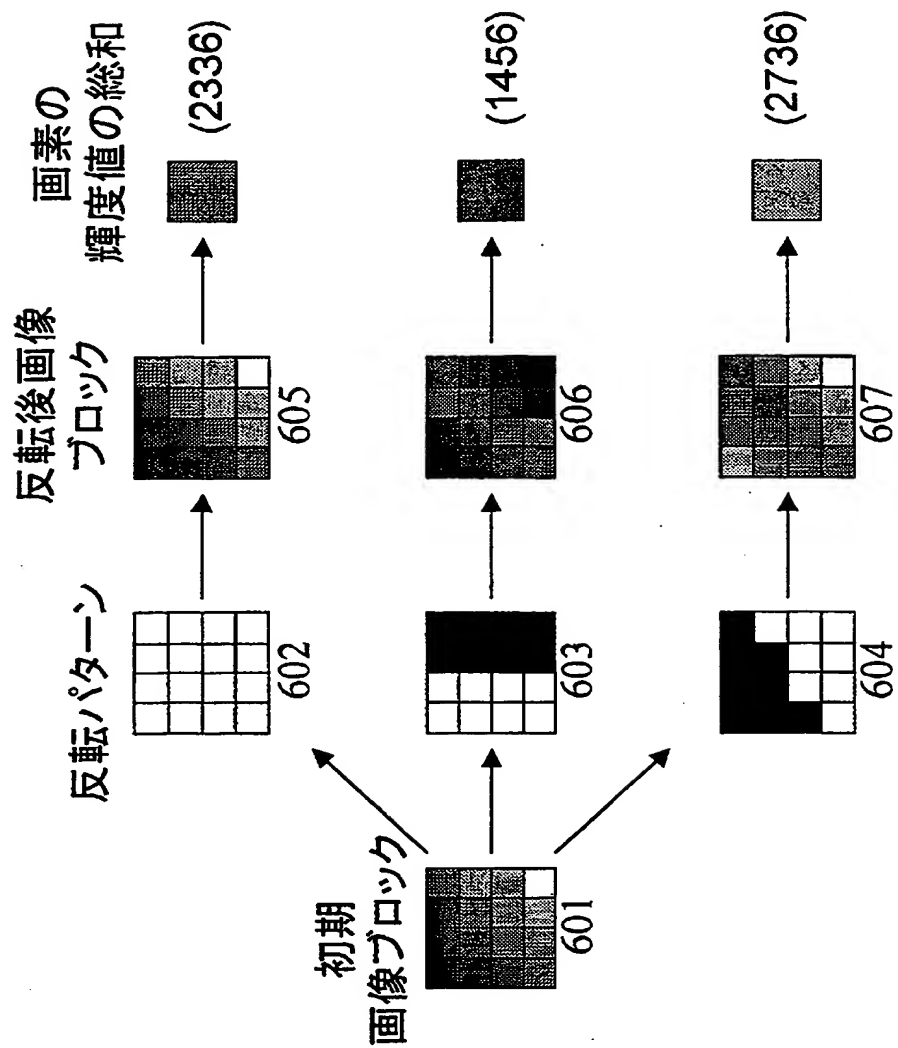 初期
画像ブロック
反転パターン
反転後画像
ブロック
画素の
輝度値の総和
601
602
605
(2336)
603
606
(1456)
604
607
(2736)